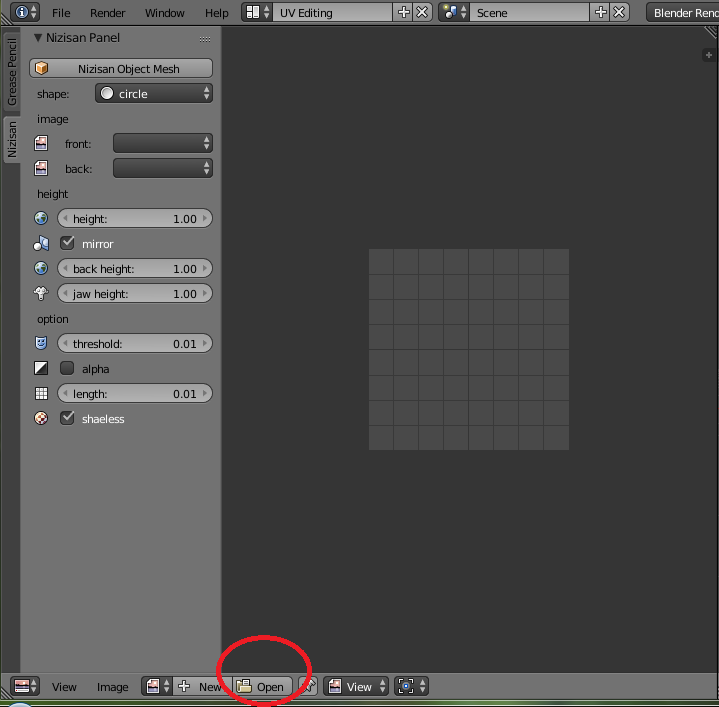 File Render Window Help UV Editing Scene Blender Rend
Grease Pencil
Nizisan
Nizisan Panel
Nizisan Object Mesh
shape: circle
image
front:
back:
height
height: 1.00
mirror
back height: 1.00
jaw height: 1.00
option
threshold: 0.01
alpha
length: 0.01
shaeless
View Image New Open View